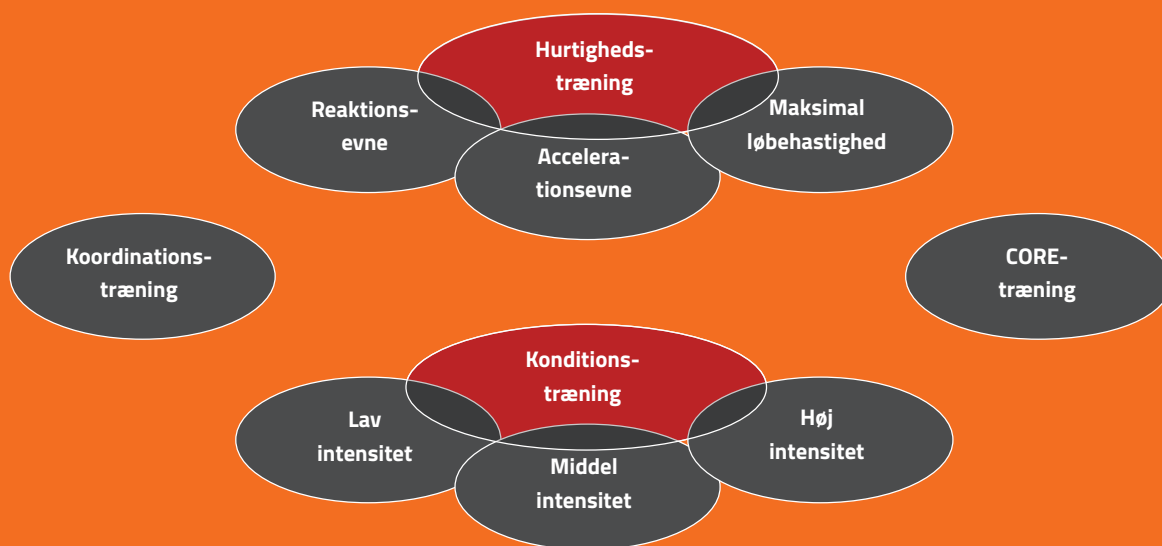 Hurtigheds-
træning
Reaktions-
evne
Accelera-
tionsevne
Maksimal
løbehastighed
Koordinations-
træning
CORE-
træning
Konditions-
træning
Lav
intensitet
Middel
intensitet
Høj
intensitet